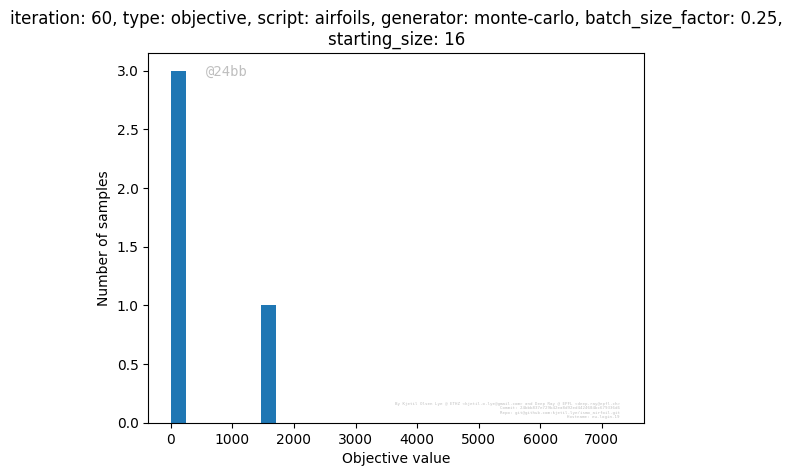 iteration: 60, type: objective, script: airfoils, generator: monte-carlo, batch_size_factor: 0.25,
starting_size: 16
@24bb
3.0
2.5
2.0
1.5
1.0
0.5
0.0
Number of samples
0 1000 2000 3000 4000 5000 6000 7000
Objective value